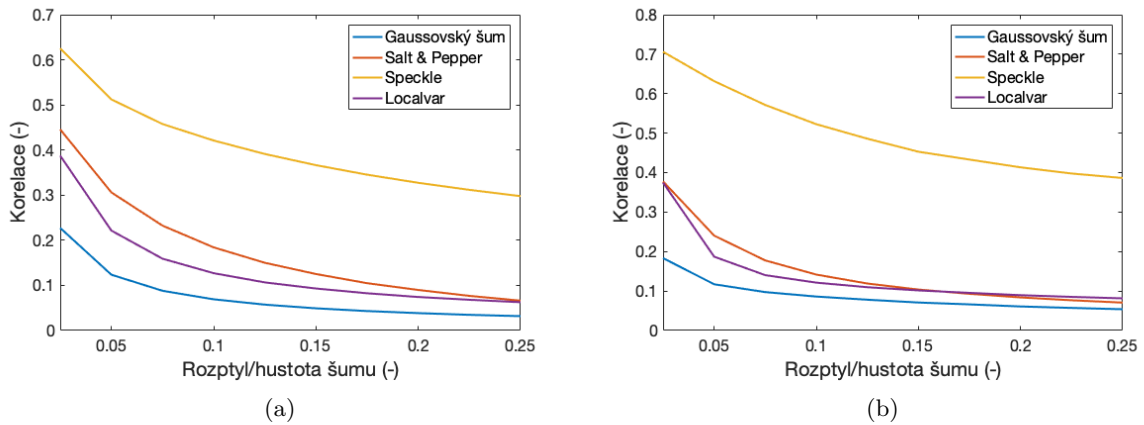 0.7
0.6
0.5
0.4
0.3
0.2
0.1
0
Korelace (-)
0.05
0.1
0.15
0.2
0.25
Rozptyl/hustota šumu (-)
Gaussovský šum
Salt & Pepper
Speckle
Localvar
(a)
0.8
0.7
0.6
0.5
0.4
0.3
0.2
0.1
0
Korelace (-)
0.05
0.1
0.15
0.2
0.25
Rozptyl/hustota šumu (-)
Gaussovský šum
Salt & Pepper
Speckle
Localvar
(b)